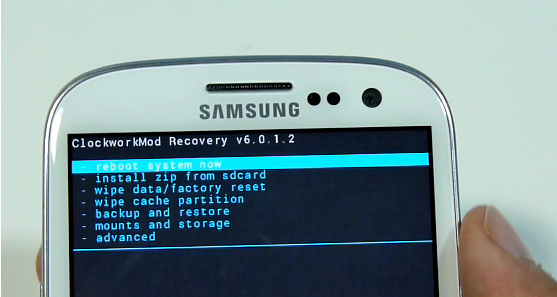 SAMSUNG
ClockworkMod Recovery v6.0.1.2
- reboot system now
- install zip from sdcard
- wipe data/factory reset
- wipe cache partition
- backup and restore
- mounts and storage
- advanced